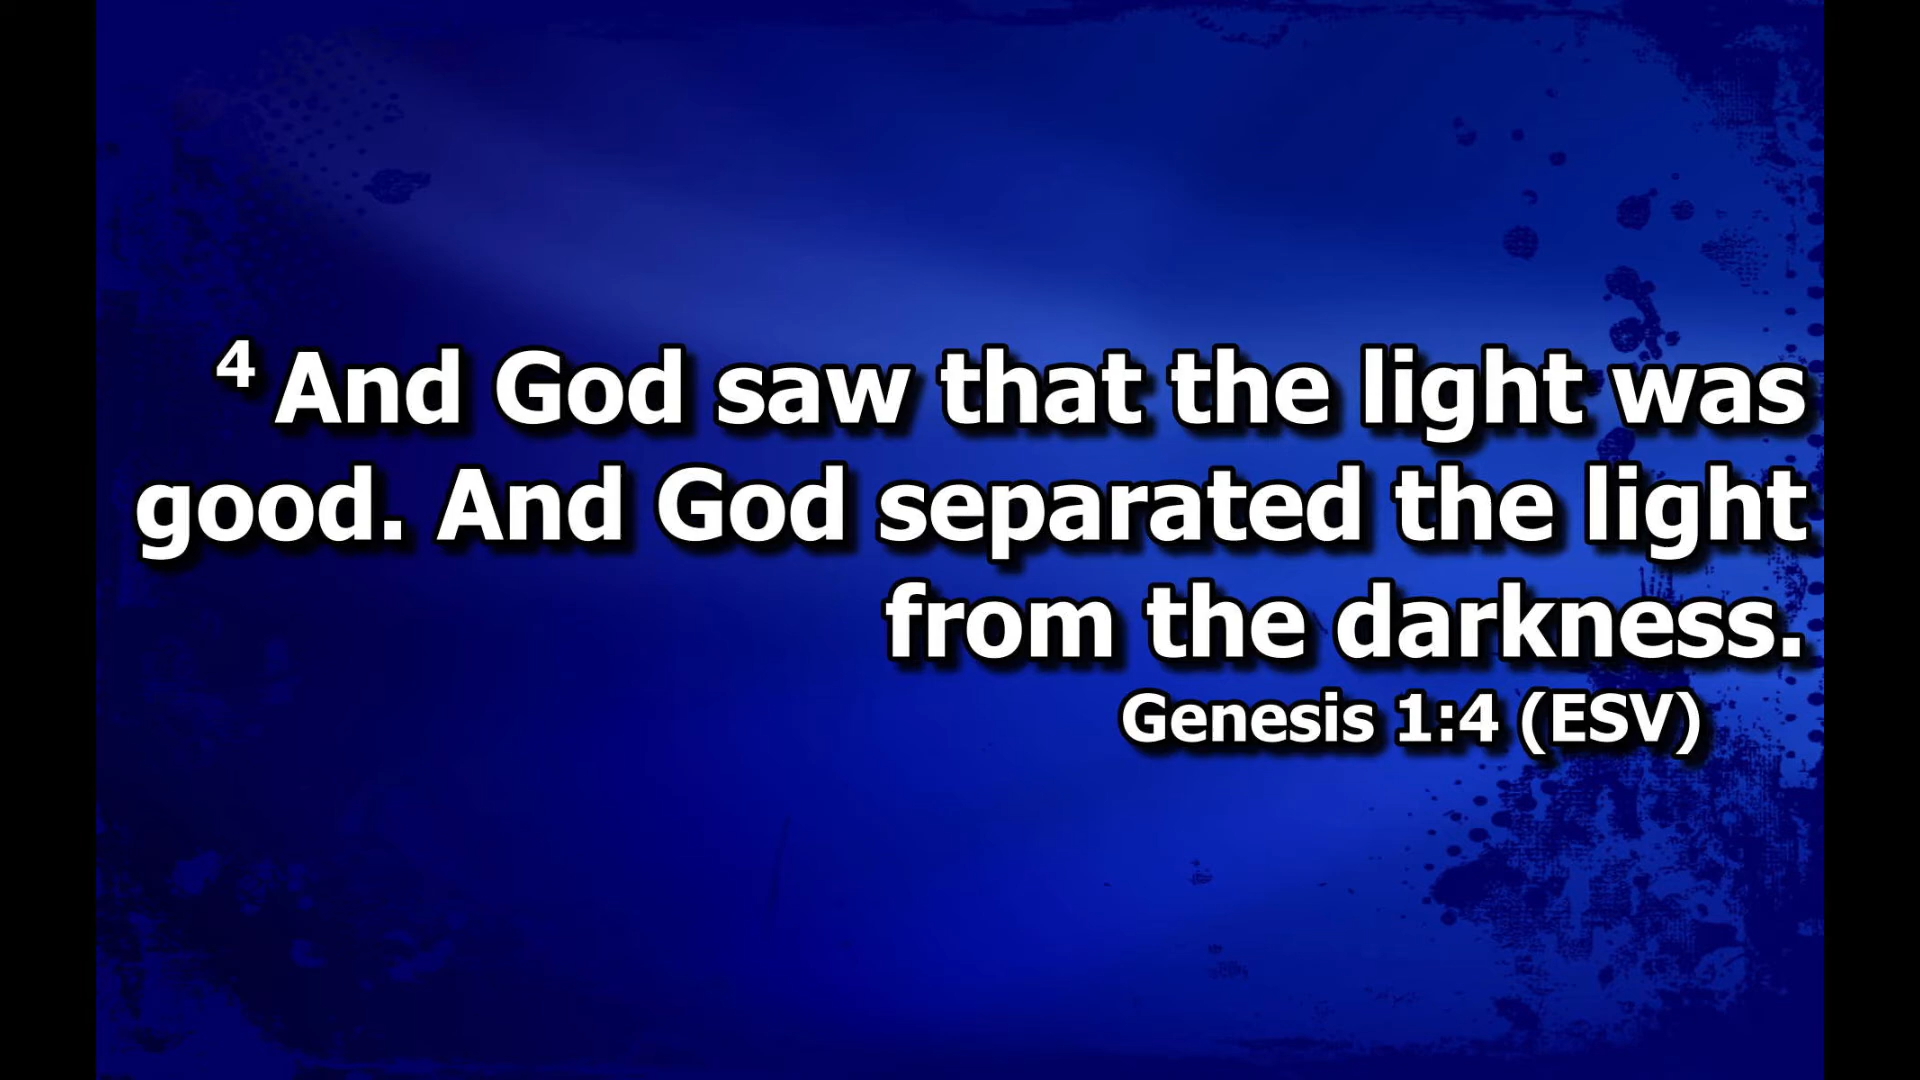 ⁴ And God saw that the light was
good. And God separated the light
from the darkness.
Genesis 1:4 (ESV)